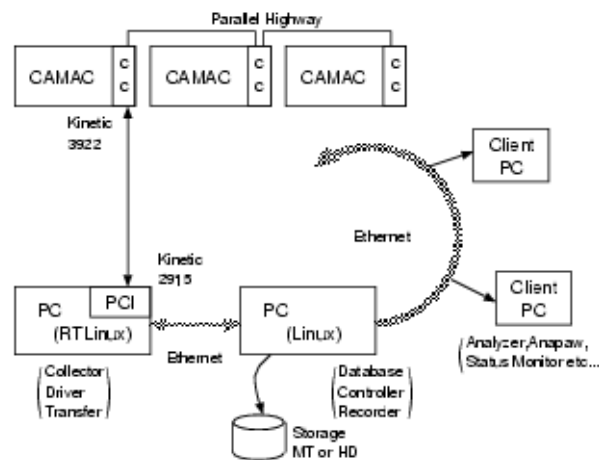 Parallel Highway
CAMAC
C
C
CAMAC
C
C
CAMAC
C
C
Kinetic
3922
Client
PC
Ethernet
Kinetic
2915
PC
PCI
(RTLinux)
Ethernet
PC
(Linux)
Client
PC
(Analyzer,Anapaw,
Status Monitor etc...)
(Collector
Driver
Transfer)
(Database
Controller
Recorder)
Storage
MT or HD